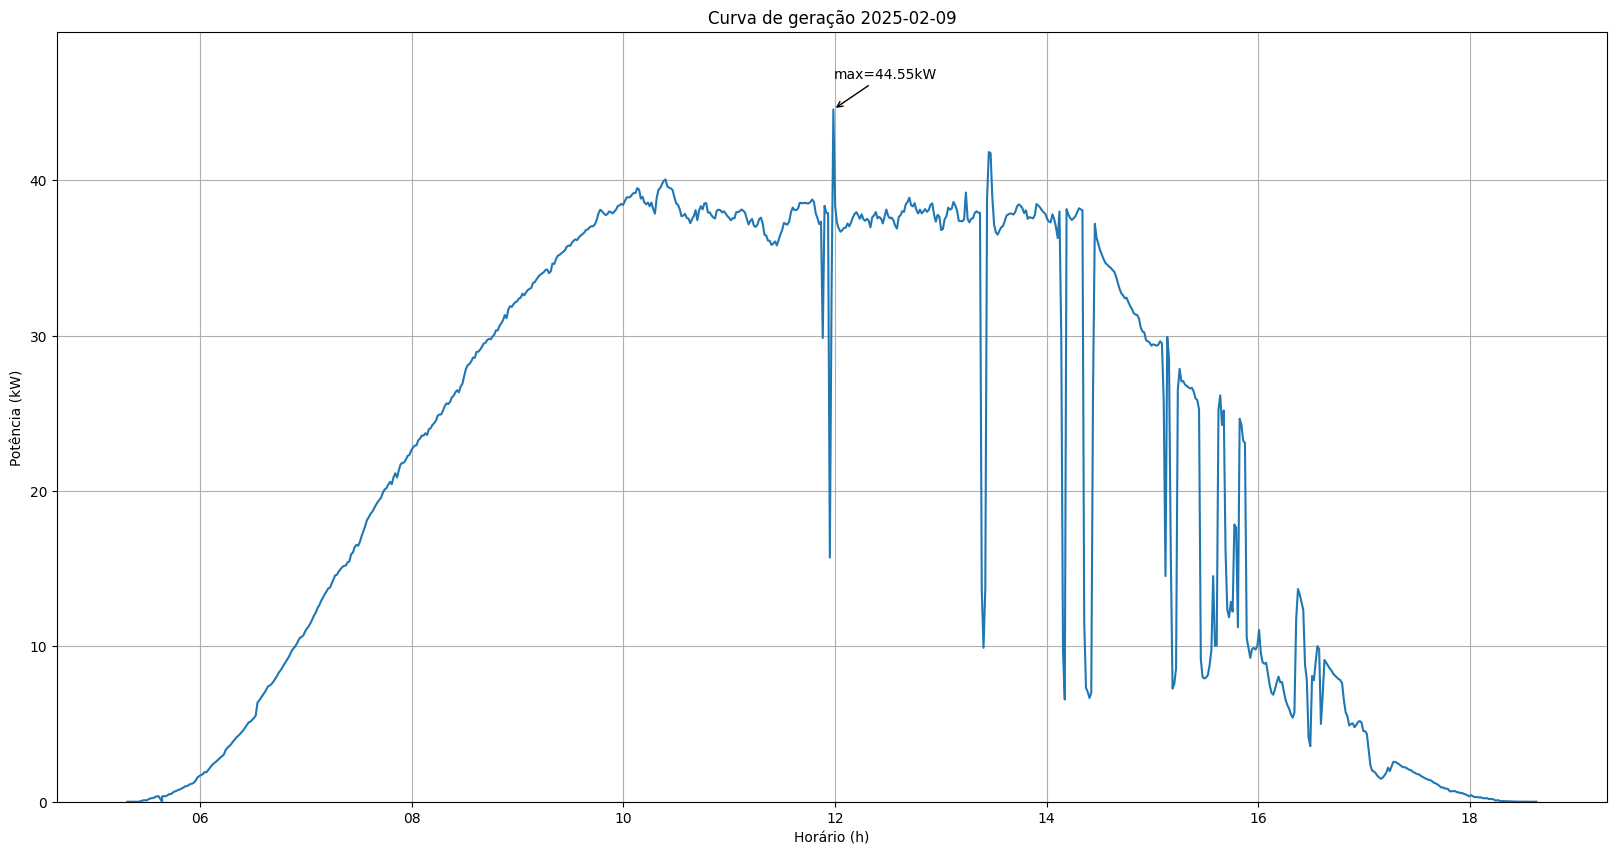 Curva de geração 2025-02-09
max=44.55kW
Potência (kW)
40
30
20
10
0
06 08 10 12 14 16 18
Horário (h)